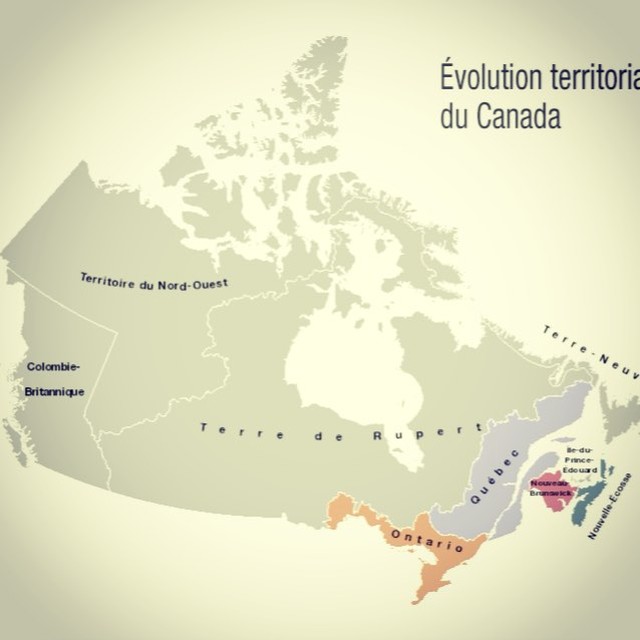 Évolution territoria
du Canada
Territoire du Nord-Ouest
Colombie-
Britannique
Terre de Rupert
Terre-Neuv
Québec
Ontario
Île-du-
Prince-
Édouard
Nouveau-
Brunswick
Nouvelle-Écosse